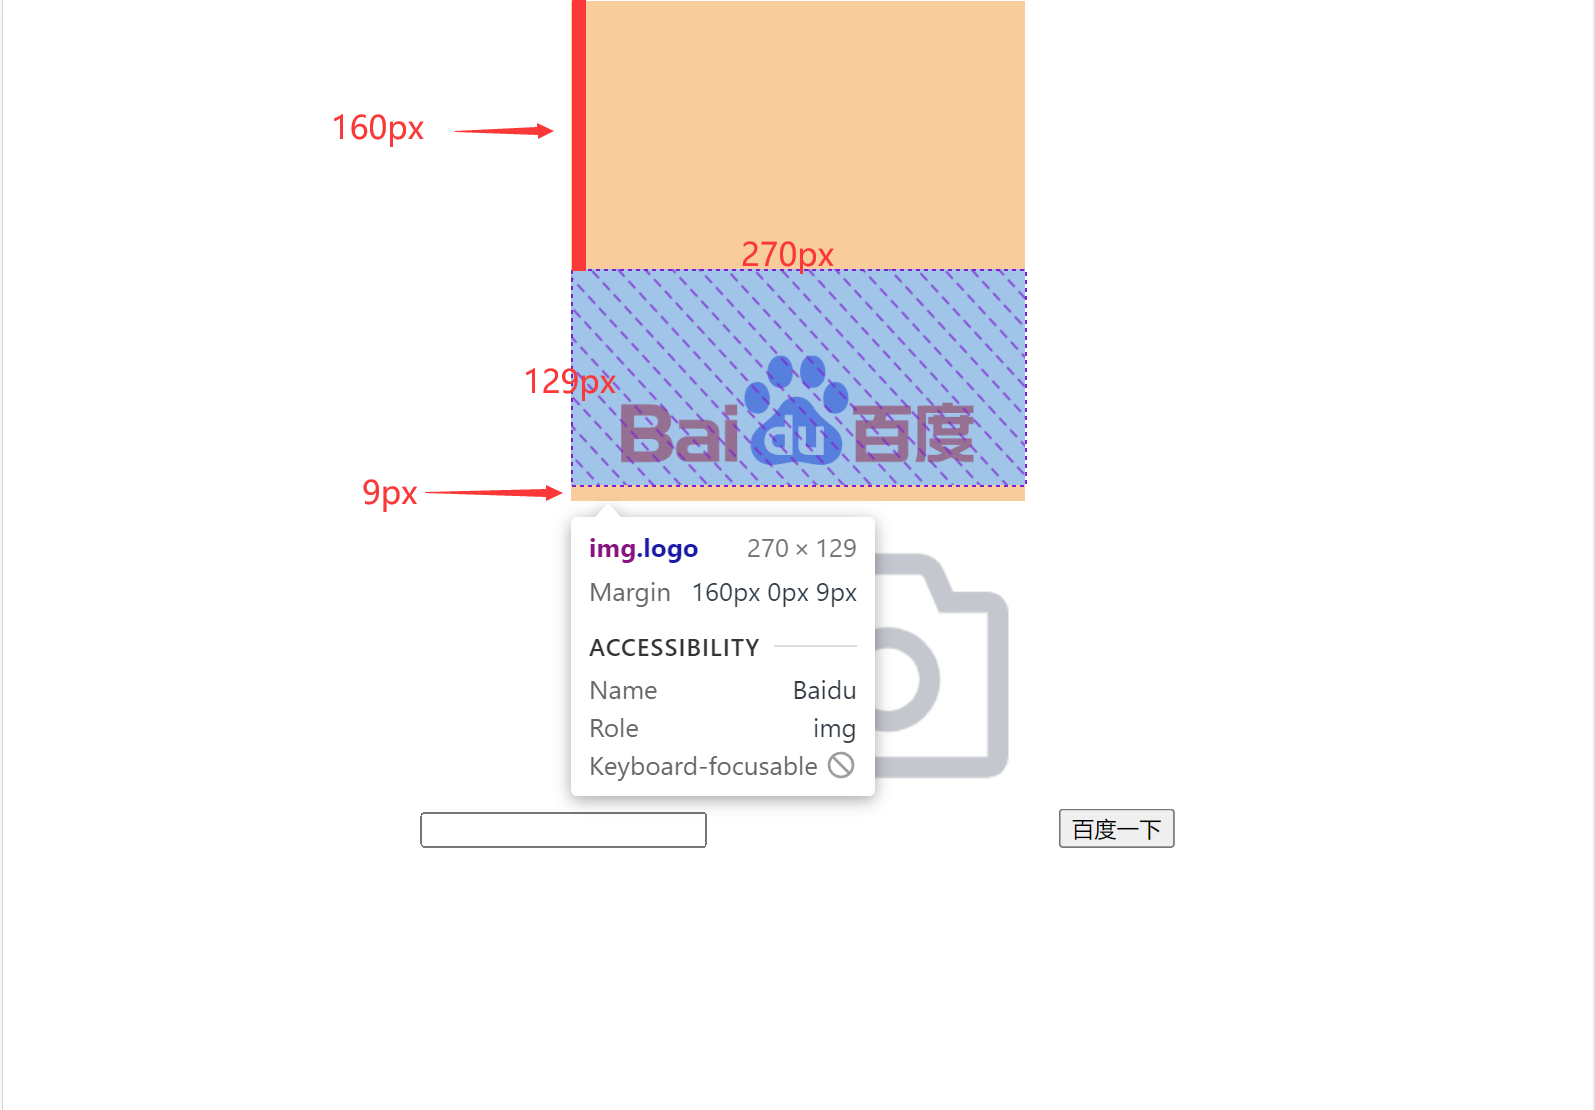 160px
270px
129px
Bai du 百度
9px
img.logo 270 × 129
Margin 160px 0px 9px
ACCESSIBILITY
Name Baidu
Role img
Keyboard-focusable
百度一下